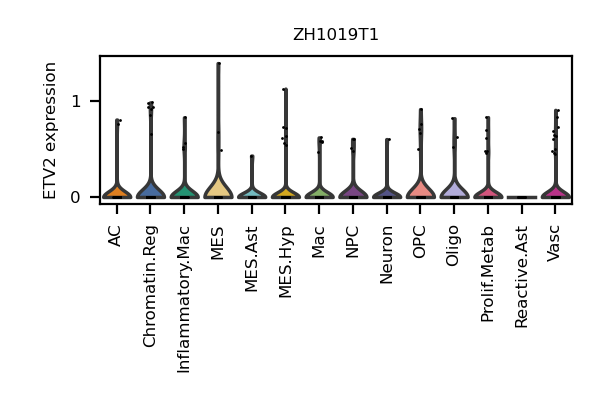 ZH1019T1
ETV2 expression
1
0
AC
Chromatin.Reg
Inflammatory.Mac
MES
MES.Ast
MES.Hyp
Mac
NPC
Neuron
OPC
Oligo
Prolif.Metab
Reactive.Ast
Vasc